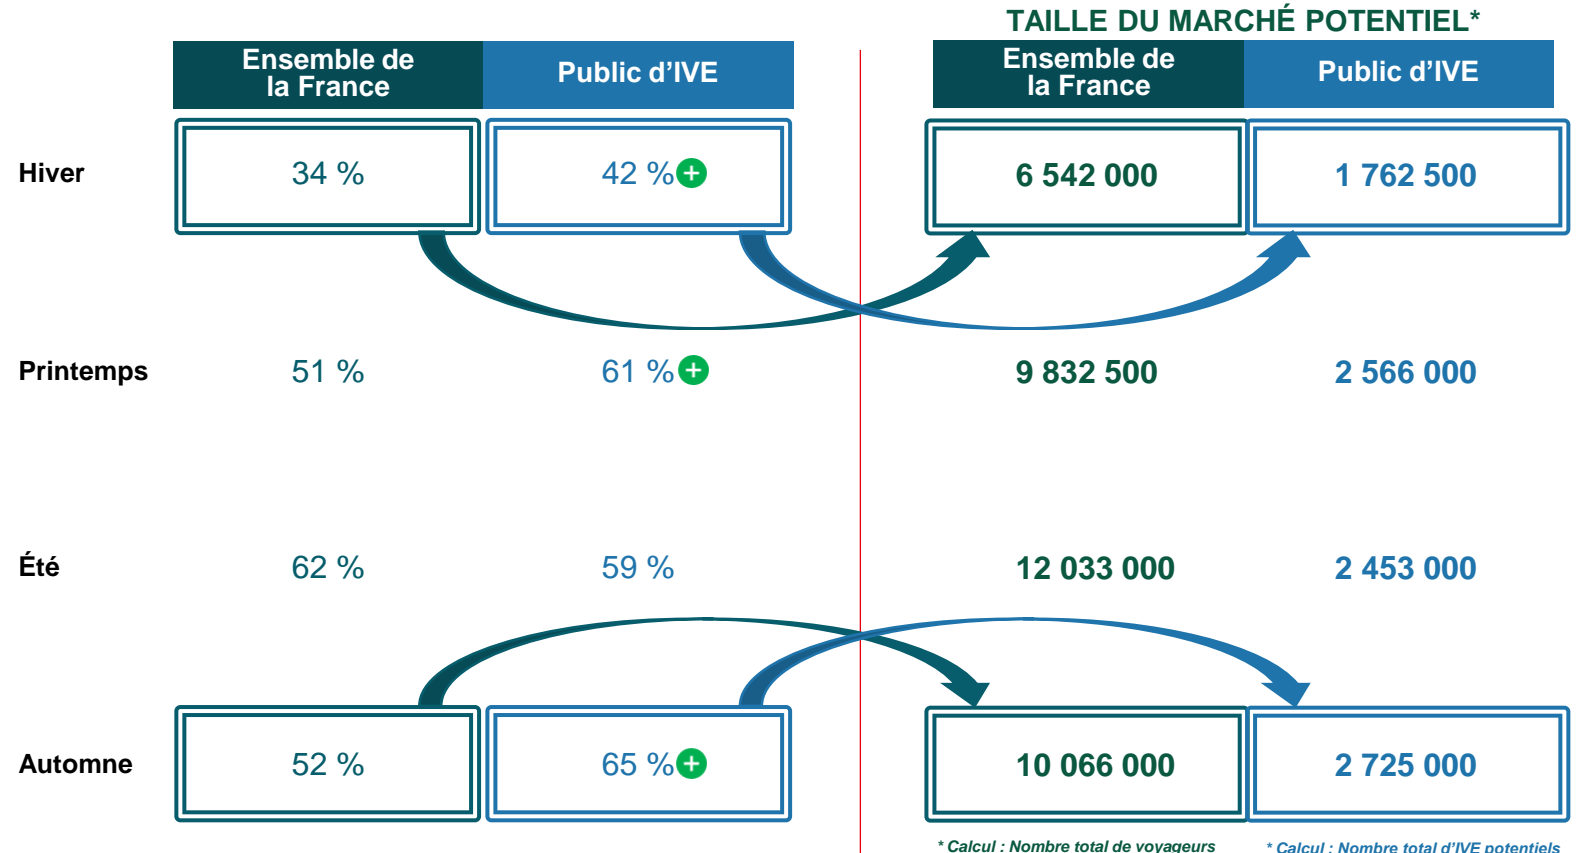 TAILLE DU MARCHÉ POTENTIEL*
Ensemble de
la France
Public d’IVE
Ensemble de
la France
Public d’IVE
Hiver
34 %
42 %
6 542 000
1 762 500
Printemps
51 %
61 %
9 832 500
2 566 000
Été
62 %
59 %
12 033 000
2 453 000
Automne
52 %
65 %
10 066 000
2 725 000
* Calcul : Nombre total de voyageurs
* Calcul : Nombre total d’IVE potentiels